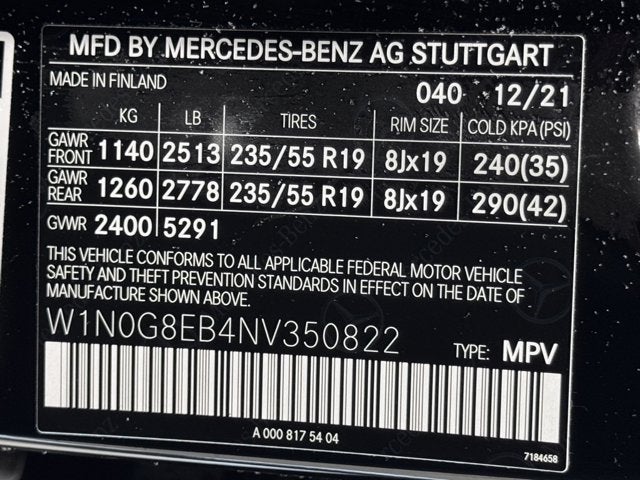 MFD BY MERCEDES-BENZ AG STUTTGART
MADE IN FINLAND 040 12/21
KG LB TIRES RIM SIZE COLD KPA (PSI)
GAWR FRONT 1140 2513 235/55 R19 8Jx19 240(35)
GAWR REAR 1260 2778 235/55 R19 8Jx19 290(42)
GVWR 2400 5291
THIS VEHICLE CONFORMS TO ALL APPLICABLE FEDERAL MOTOR VEHICLE
SAFETY AND THEFT PREVENTION STANDARDS IN EFFECT ON THE DATE OF
MANUFACTURE SHOWN ABOVE.
W1N0G8EB4NV350822 TYPE: MPV
A 000 817 54 04
7184658